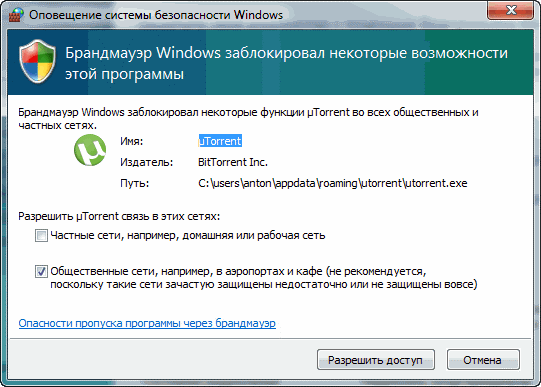 Оповещение системы безопасности Windows
Брандмауэр Windows заблокировал некоторые возможности
этой программы
Брандмауэр Windows заблокировал некоторые функции µTorrent во всех общественных и
частных сетях.
Имя: µTorrent
Издатель: BitTorrent Inc.
Путь: C:\users\anton\appdata\roaming\utorrent\utorrent.exe
Разрешить µTorrent связь в этих сетях:
Частные сети, например, домашняя или рабочая сеть
Общественные сети, например, в аэропортах и кафе (не рекомендуется,
поскольку такие сети зачастую защищены недостаточно или не защищены вовсе)
Опасности пропуска программы через брандмауэр
Разрешить доступ Отмена